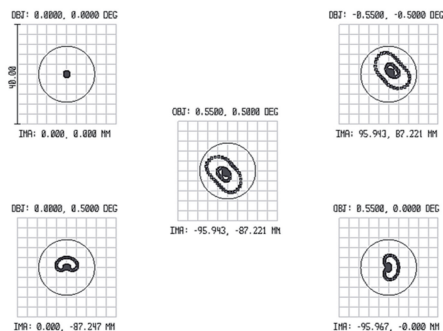 OBJ: 0.0000, 0.0000 DEG
40.00
IMA: 0.000, 0.000 MM
OBJ: -0.5500, -0.5000 DEG
IMA: 95.943, 87.221 MM
OBJ: 0.5500, 0.5000 DEG
IMA: -95.943, -87.221 MM
OBJ: 0.0000, 0.5000 DEG
IMA: 0.000, -87.247 MM
OBJ: 0.5500, 0.0000 DEG
IMA: -95.967, -0.000 MM